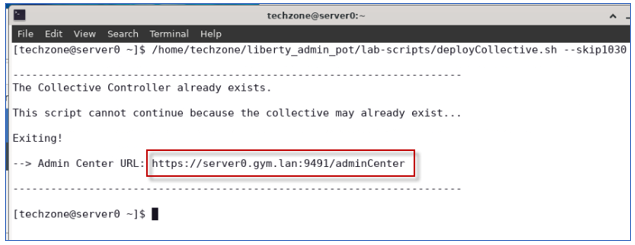 techzone@server0:~
File Edit View Search Terminal Help
[techzone@server0 ~]$ /home/techzone/liberty_admin_pot/lab-scripts/deployCollective.sh --skip1030
----------------------------------------------------------------------
The Collective Controller already exists.
This script cannot continue because the collective may already exist...
Exiting!
--> Admin Center URL: https://server0.gym.lan:9491/adminCenter
----------------------------------------------------------------------
[techzone@server0 ~]$